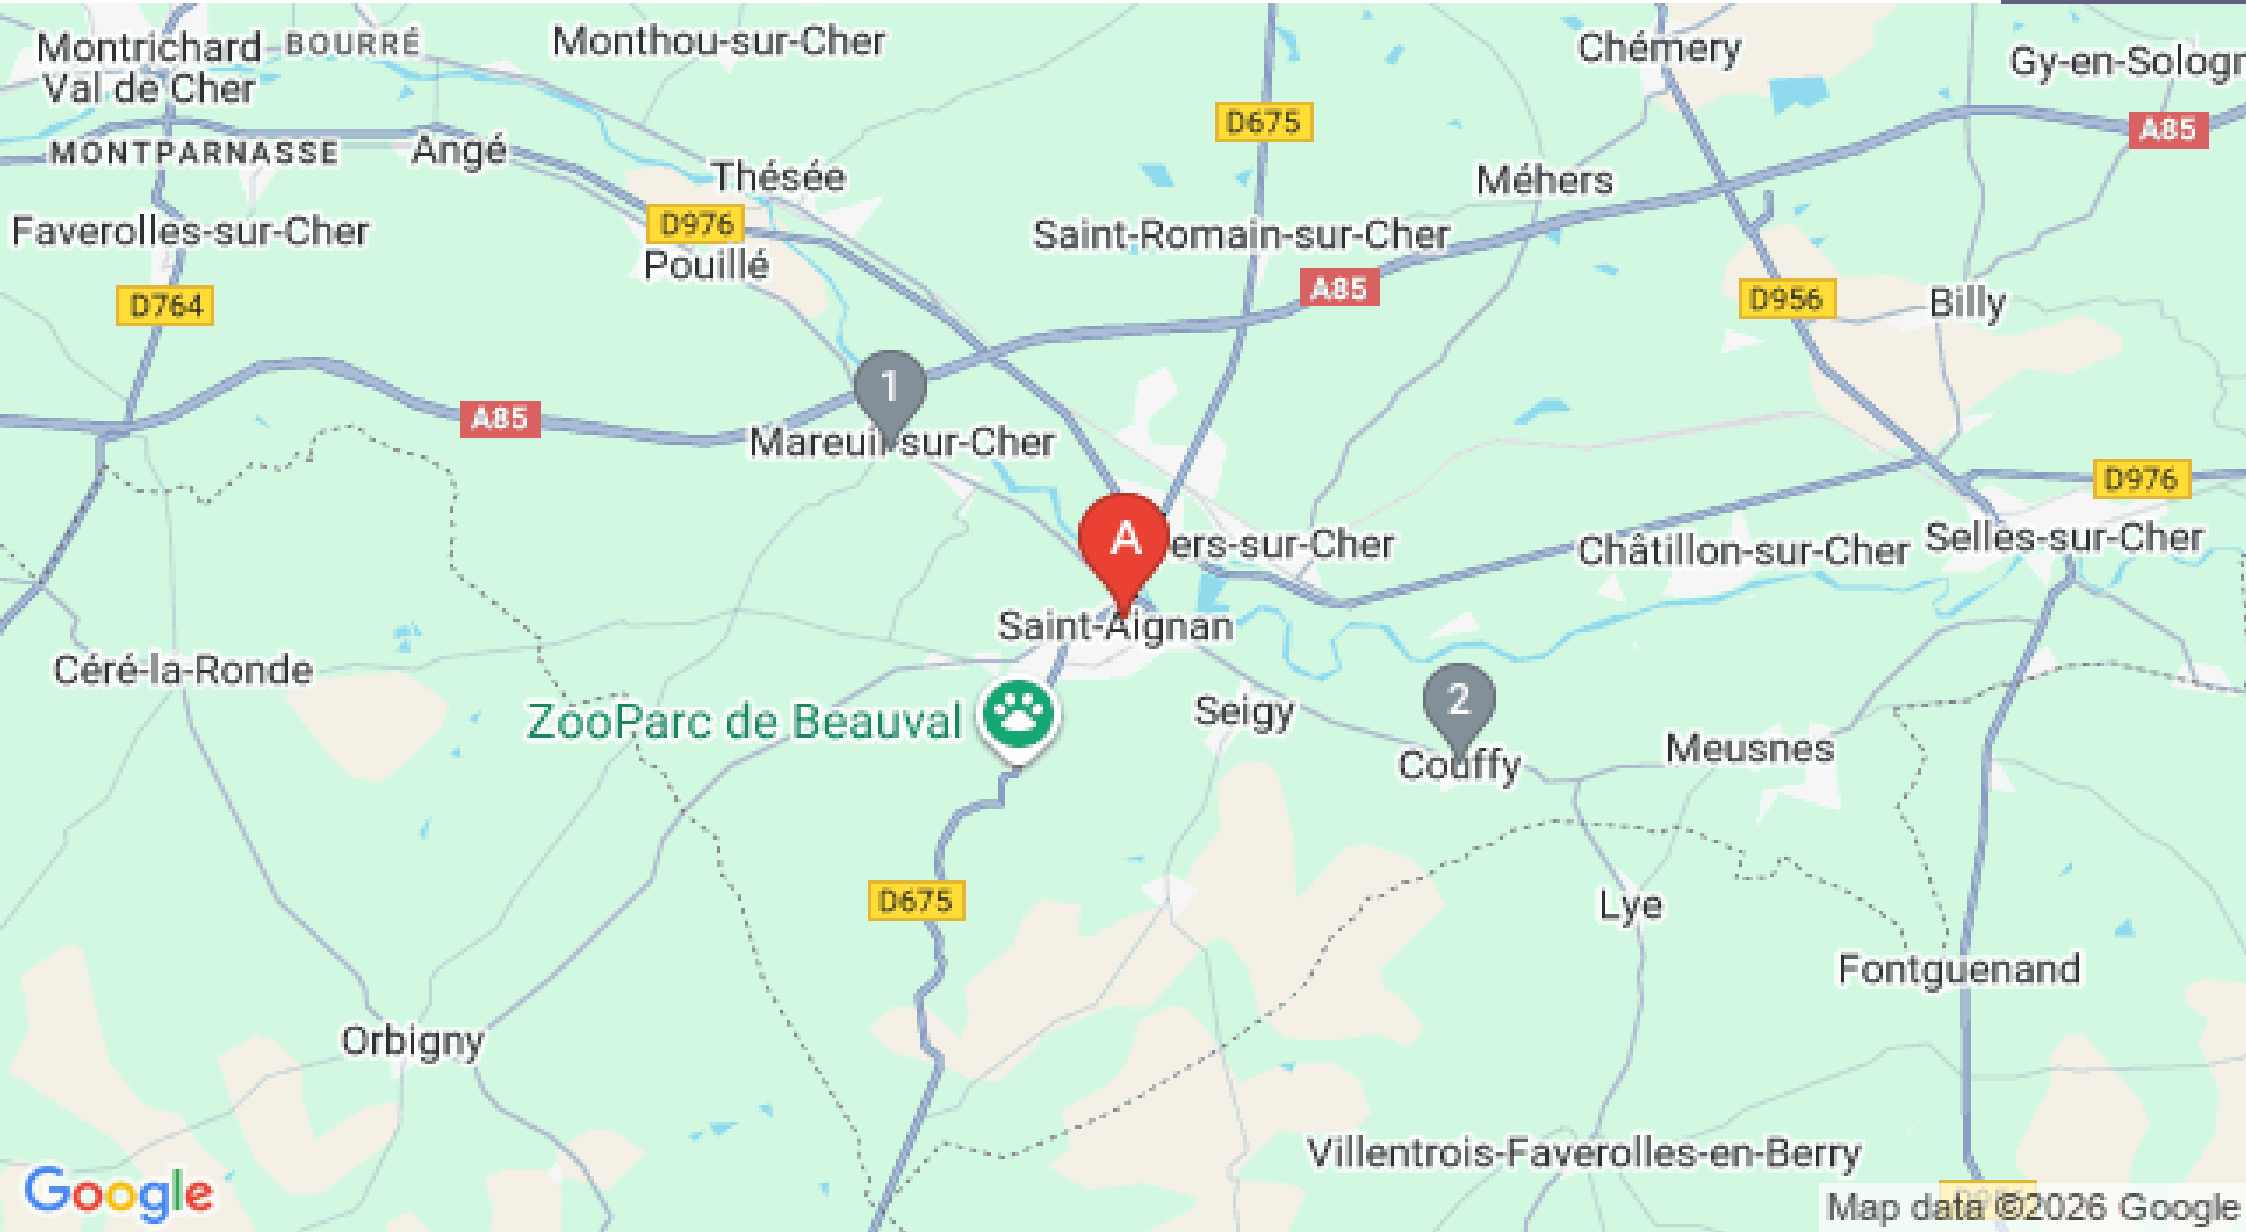 Montrichard
Val de Cher
BOURRÉ
Monthou-sur-Cher
Chémery
Gy-en-Sologn
D675
A85
MONTPARNASSE
Angé
Thésée
Méhers
Faverolles-sur-Cher
D976
Pouillé
Saint-Romain-sur-Cher
A85
D764
D956
Billy
1
A85
Mareuil-sur-Cher
D976
A
ers-sur-Cher
Châtillon-sur-Cher
Selles-sur-Cher
Saint-Aignan
Céré-la-Ronde
ZooParc de Beauval
Seigy
2
Couffy
Meusnes
D675
Lye
Fontguenand
Orbigny
Villentrois-Faverolles-en-Berry
Google
Map data ©2026 Google